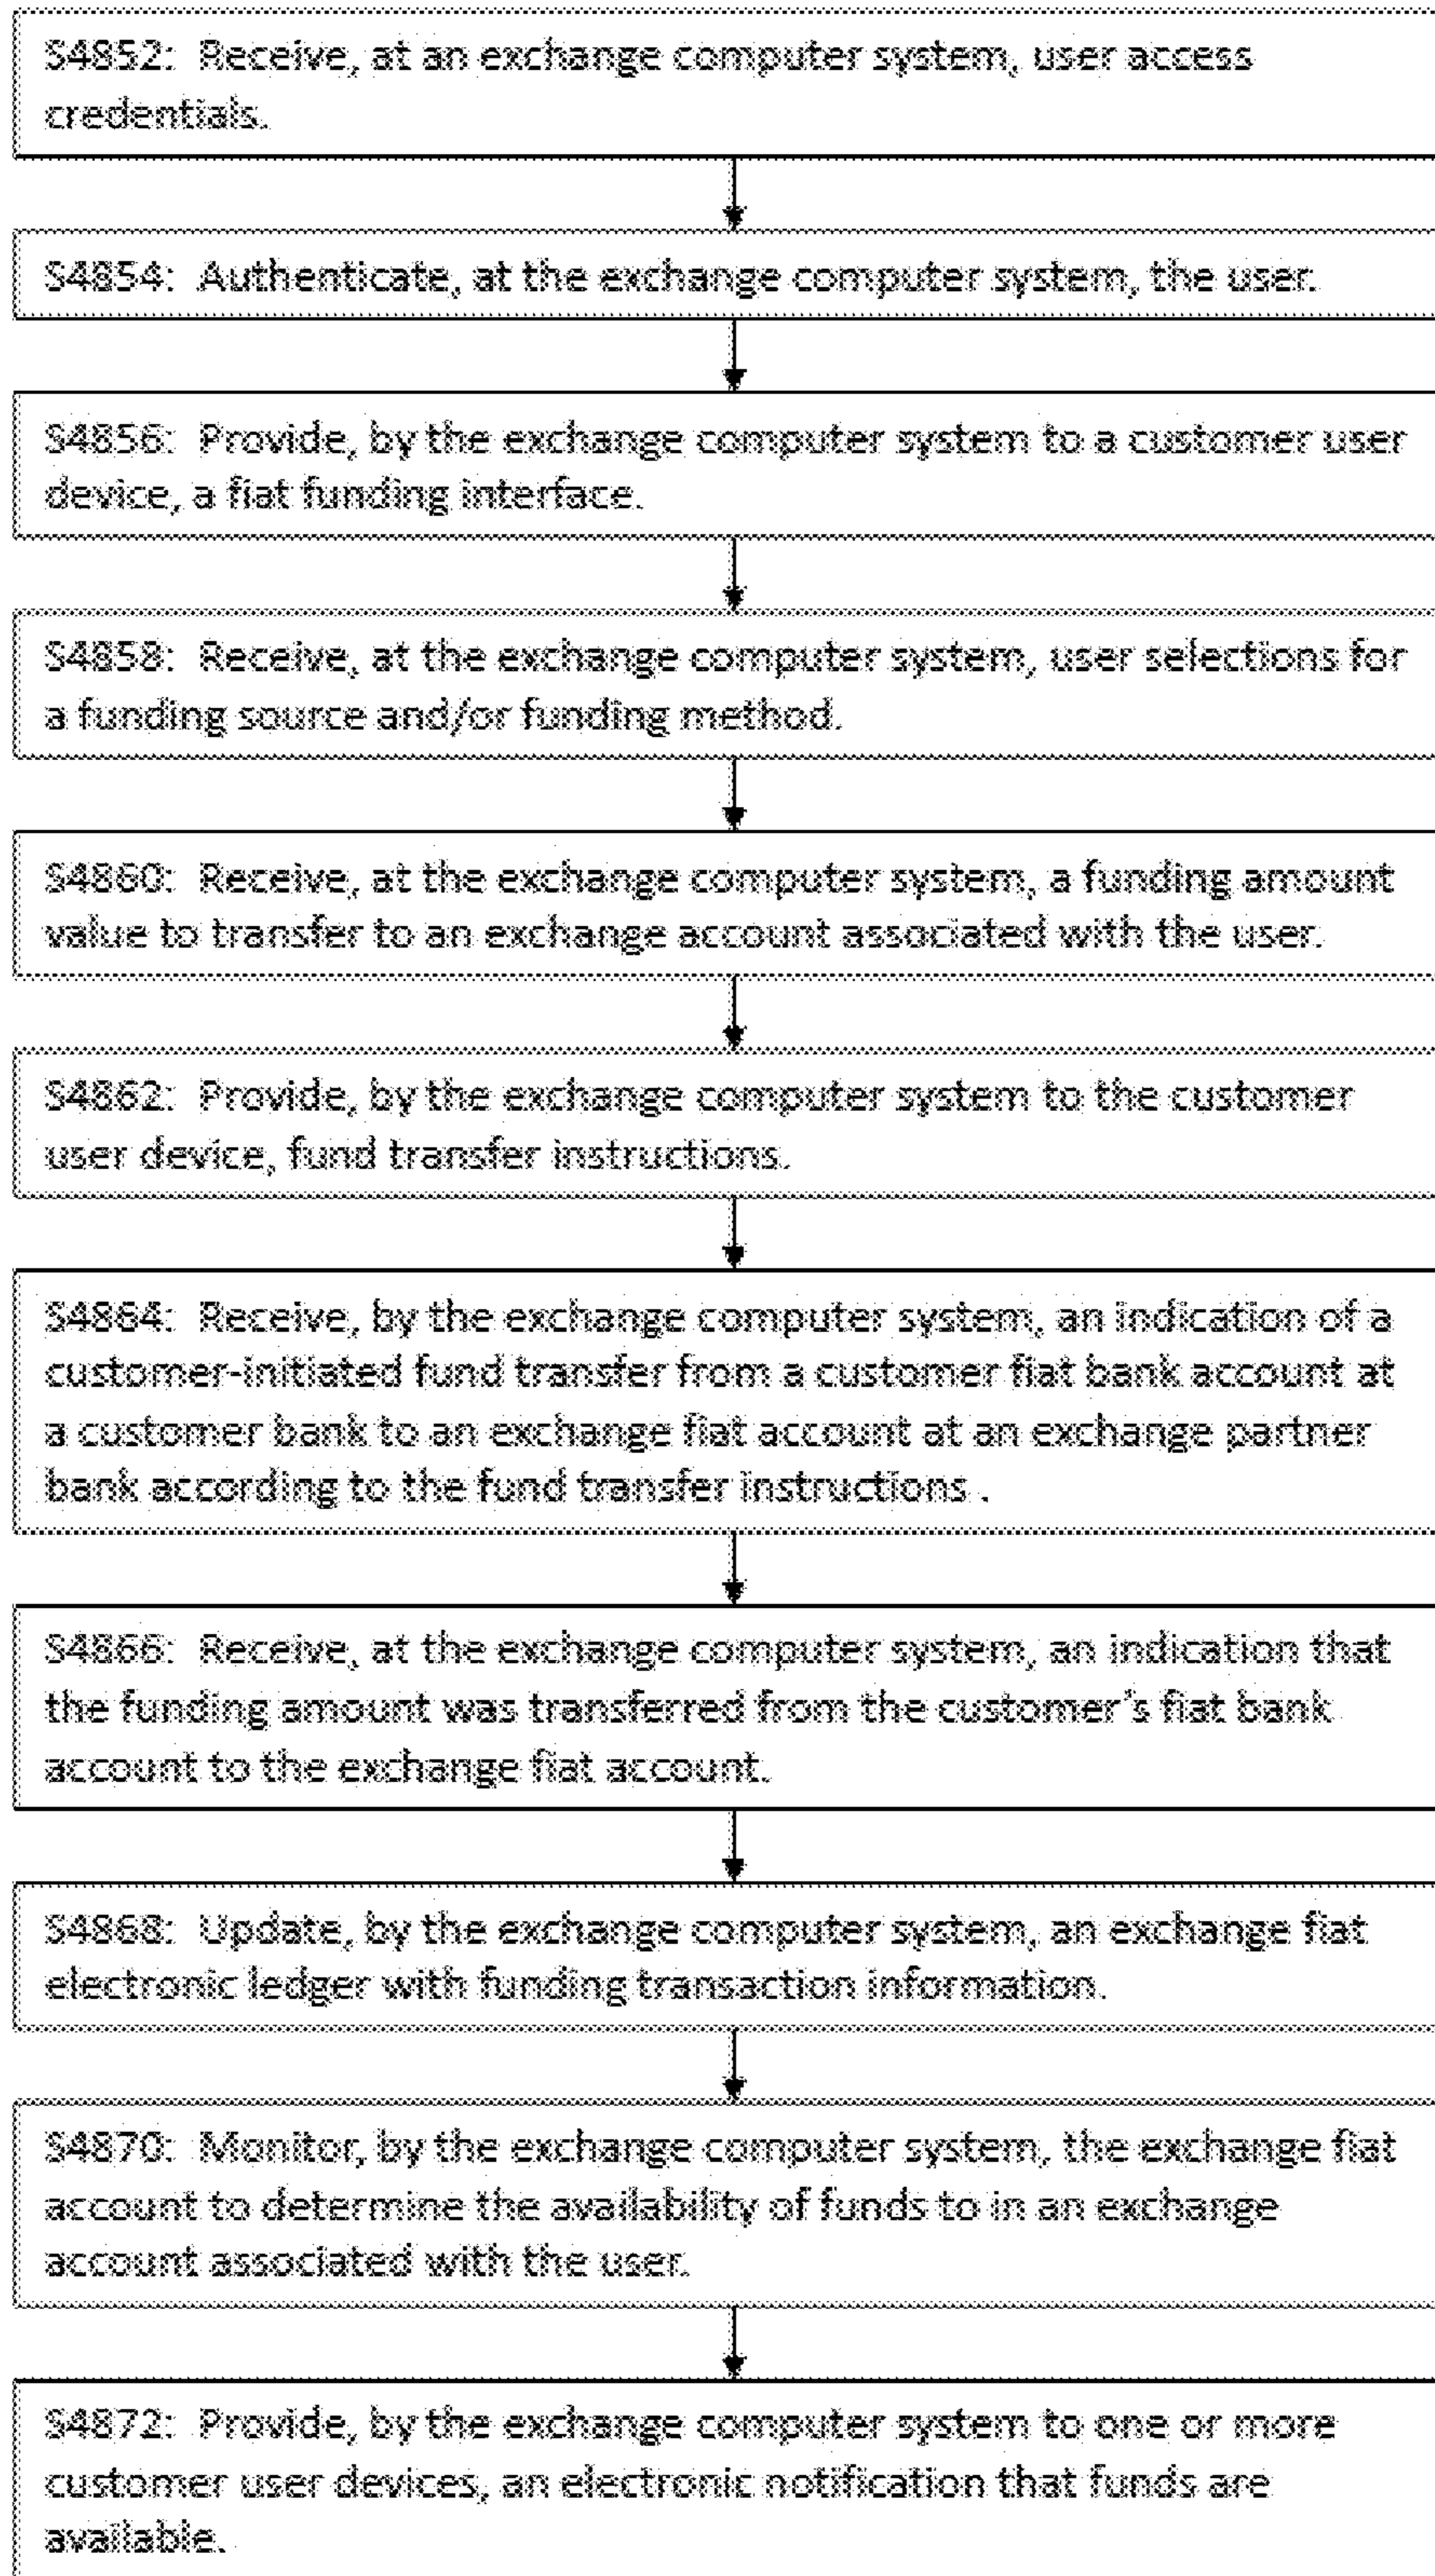 S4852: Receive, at an exchange computer system, user access
credentials.
S4854: Authenticate, at the exchange computer system, the user.
S4856: Provide, by the exchange computer system to a customer user
device, a fiat funding interface.
S4858: Receive, at the exchange computer system, user selections for
a funding source and/or funding method.
S4860: Receive, at the exchange computer system, a funding amount
value to transfer to an exchange account associated with the user.
S4862: Provide, by the exchange computer system to the customer
user device, fund transfer instructions.
S4864: Receive, by the exchange computer system, an indication of a
customer-initiated fund transfer from a customer fiat bank account at
a customer bank to an exchange fiat account at an exchange partner
bank according to the fund transfer instructions .
S4866: Receive, at the exchange computer system, an indication that
the funding amount was transferred from the customer's fiat bank
account to the exchange fiat account.
S4868: Update, by the exchange computer system, an exchange fiat
electronic ledger with funding transaction information.
S4870: Monitor, by the exchange computer system, the exchange fiat
account to determine the availability of funds to in an exchange
account associated with the user.
S4872: Provide, by the exchange computer system to one or more
customer user devices, an electronic notification that funds are
available.